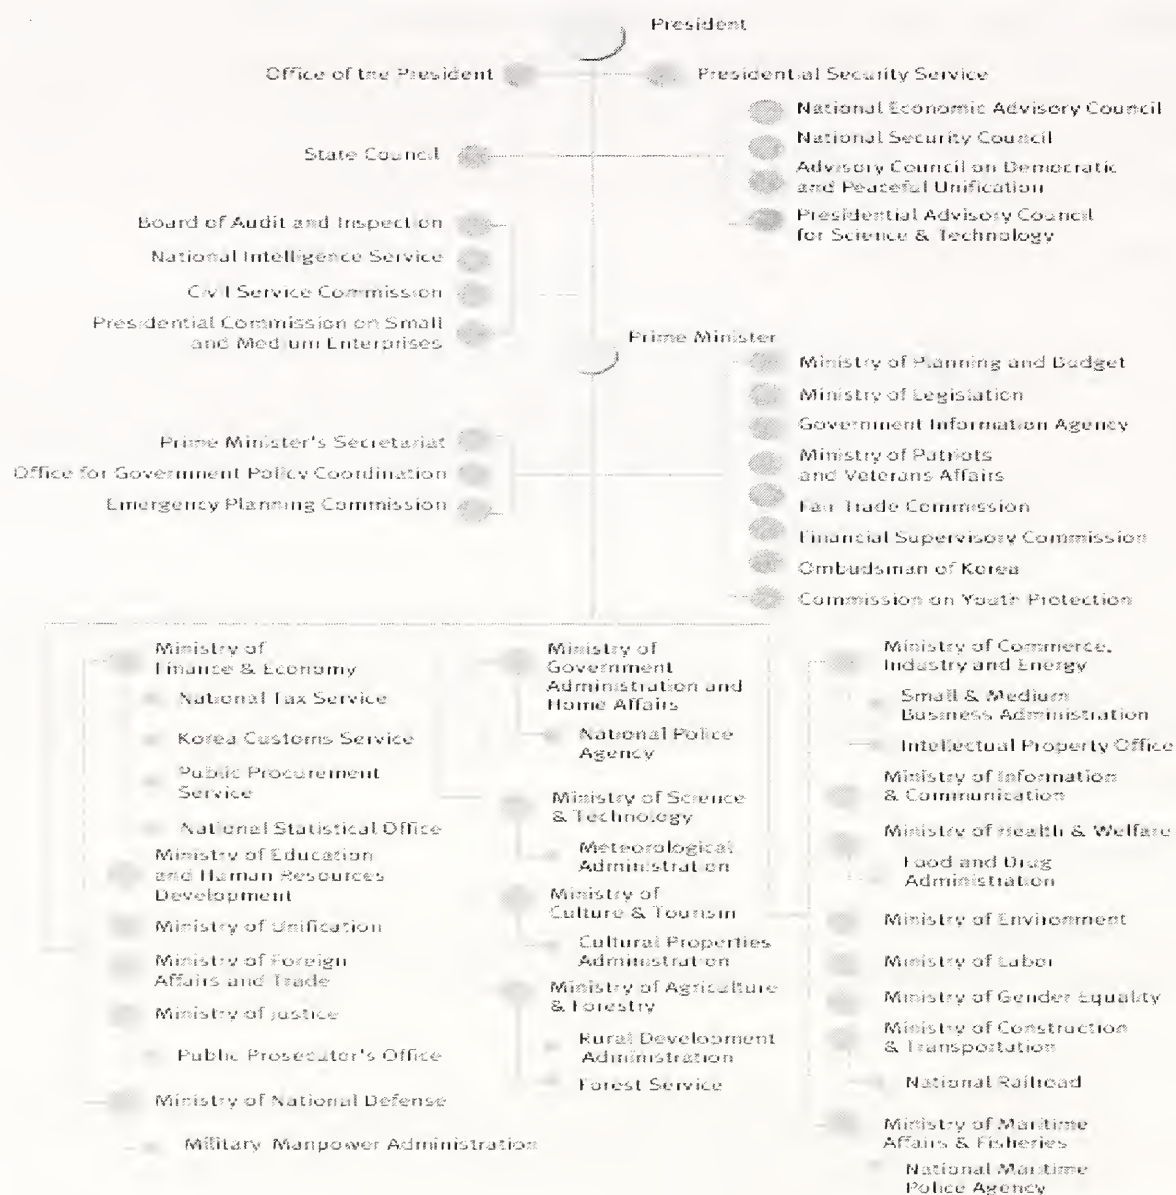 President
Office of the President
Presidential Security Service
National Economic Advisory Council
National Security Council
State Council
Advisory Council on Democratic
and Peaceful Unification
Presidential Advisory Council
for Science & Technology
Board of Audit and Inspection
National Intelligence Service
Civil Service Commission
Presidential Commission on Small
and Medium Enterprises
Prime Minister
Ministry of Planning and Budget
Ministry of Legislation
Government Information Agency
Ministry of Patriots
and Veterans Affairs
Fair Trade Commission
Financial Supervisory Commission
Ombudsman of Korea
Commission on Youth Protection
Prime Minister's Secretariat
Office for Government Policy Coordination
Emergency Planning Commission
Ministry of
Finance & Economy
National Tax Service
Korea Customs Service
Public Procurement
Service
National Statistical Office
Ministry of Education
and Human Resources
Development
Ministry of Unification
Ministry of Foreign
Affairs and Trade
Ministry of Justice
Public Prosecutor's Office
Ministry of National Defense
Military Manpower Administration
Ministry of
Government
Administration and
Home Affairs
National Police
Agency
Ministry of Science
& Technology
Meteorological
Administration
Ministry of
Culture & Tourism
Cultural Properties
Administration
Ministry of Agriculture
& Forestry
Rural Development
Administration
Forest Service
Ministry of Commerce,
Industry and Energy
Small & Medium
Business Administration
Intellectual Property Office
Ministry of Information
& Communication
Ministry of Health & Welfare
Food and Drug
Administration
Ministry of Environment
Ministry of Labor
Ministry of Gender Equality
Ministry of Construction
& Transportation
National Railroad
Ministry of Maritime
Affairs & Fisheries
National Maritime
Police Agency